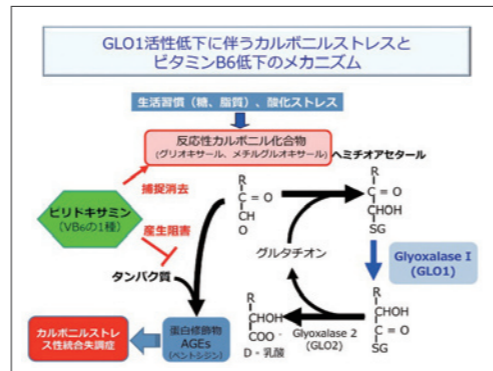 GLO1活性低下に伴うカルボニルストレスと
ビタミンB6低下のメカニズム
生活習慣（糖、脂質）、酸化ストレス
反応性カルボニル化合物
(グリオキサール、メチルグルオキサール)
ヘミチオアセタール
捕捉消去
ピリドキサミン
(VB6の1種)
産生阻害
タンパク質
R
C = O
CHO
O
グルタチオン
R
C = O
CHOH
SG
Glyoxalase I
(GLO1)
R
CHOH
C = O
SG
Glyoxalase 2
(GLO2)
R
CHOH
COO -
D・乳酸
蛋白修飾物
AGEs
(ペントシジン)
カルボニルストレ
ス性統合失調症